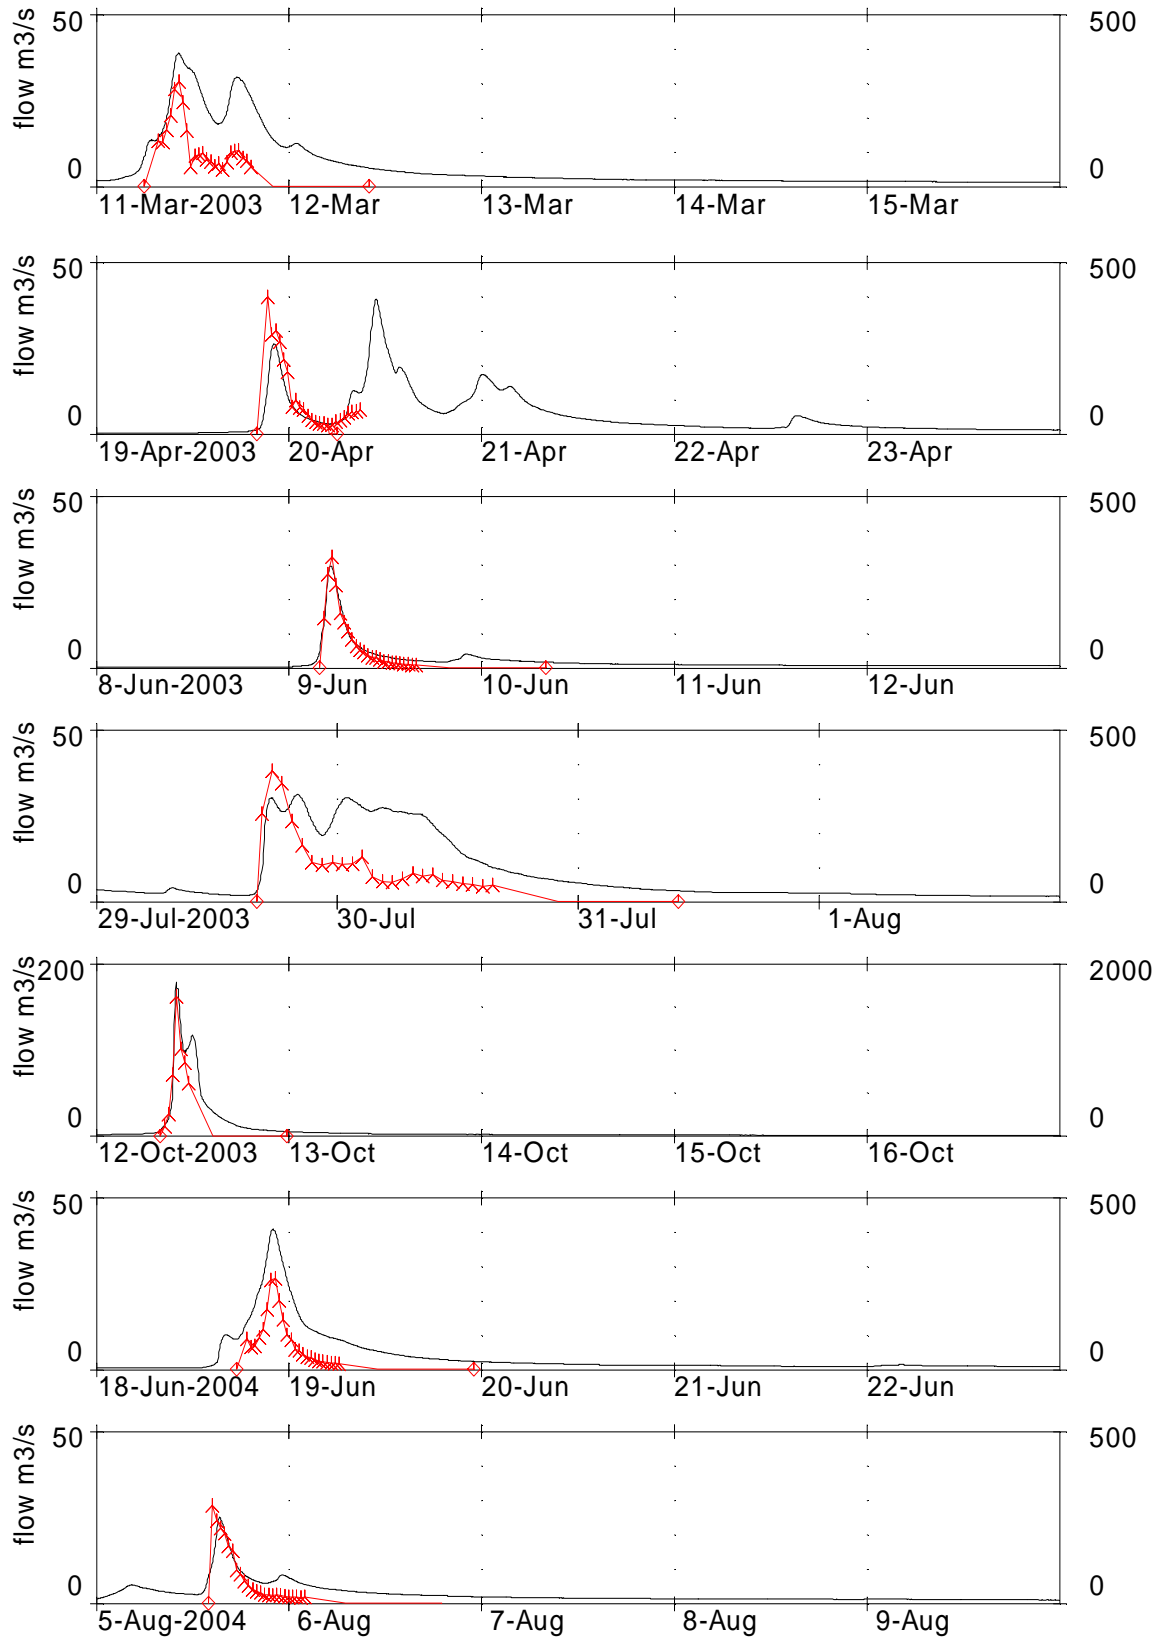 50 500
flow m3/s
0 0
11-Mar-2003 12-Mar 13-Mar 14-Mar 15-Mar
50 500
flow m3/s
0 0
19-Apr-2003 20-Apr 21-Apr 22-Apr 23-Apr
50 500
flow m3/s
0 0
8-Jun-2003 9-Jun 10-Jun 11-Jun 12-Jun
50 500
flow m3/s
0 0
29-Jul-2003 30-Jul 31-Jul 1-Aug
200 2000
flow m3/s
0 0
12-Oct-2003 13-Oct 14-Oct 15-Oct 16-Oct
50 500
flow m3/s
0 0
18-Jun-2004 19-Jun 20-Jun 21-Jun 22-Jun
50 500
flow m3/s
0 0
5-Aug-2004 6-Aug 7-Aug 8-Aug 9-Aug